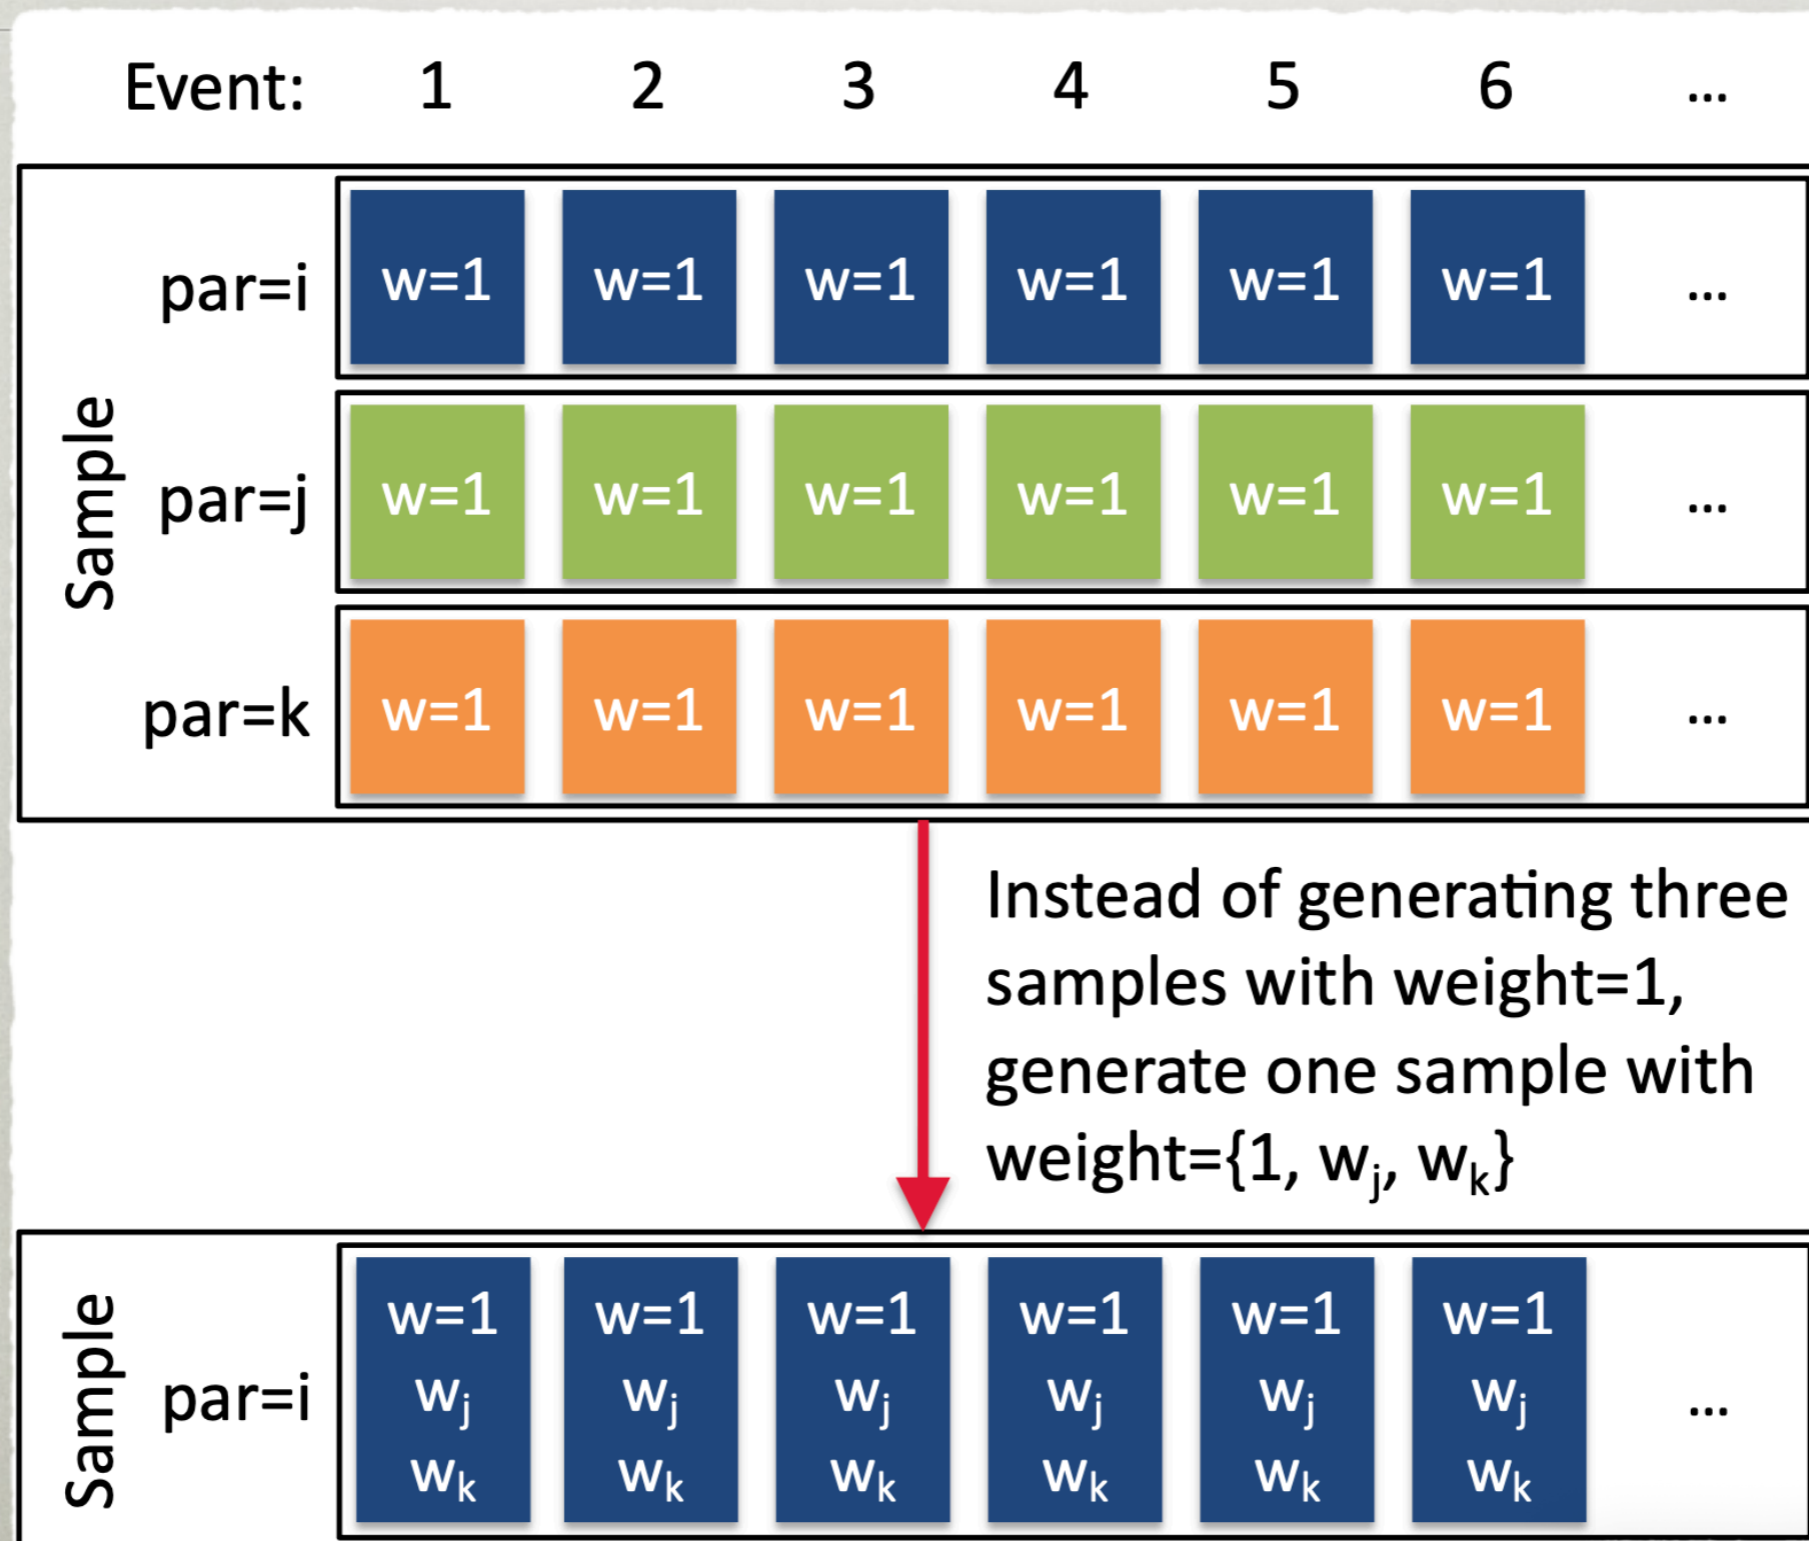 Event: 1 2 3 4 5 6 ...
Sample
par=i w=1 w=1 w=1 w=1 w=1 w=1 ...
par=j w=1 w=1 w=1 w=1 w=1 w=1 ...
par=k w=1 w=1 w=1 w=1 w=1 w=1 ...
Instead of generating three
samples with weight=1,
generate one sample with
weight={1, wj, wk}
Sample
par=i
w=1 w=1 w=1 w=1 w=1 w=1
wj wj wj wj wj wj ...
wk wk wk wk wk wk